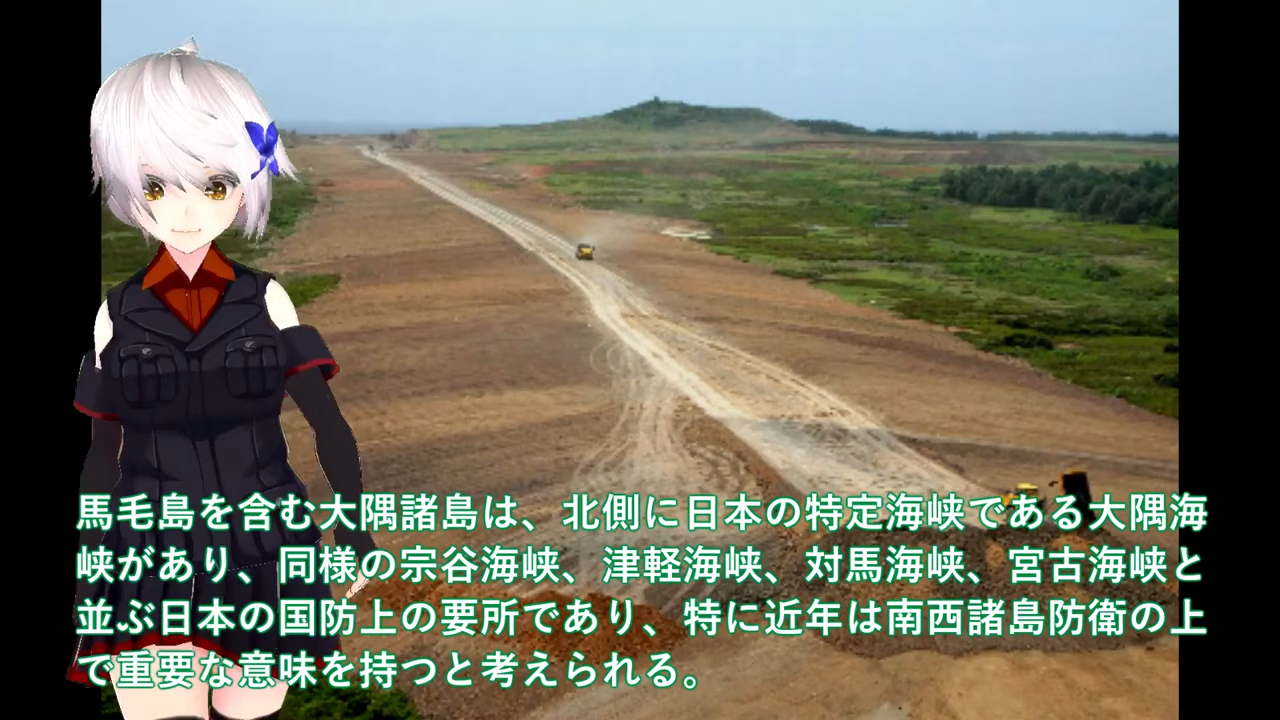 馬毛島を含む大隅諸島は、北側に日本の特定海峡である大隅海
峡があり、同様の宗谷海峡、津軽海峡、対馬海峡、宮古海峡と
並ぶ日本の国防上の要所であり、特に近年は南西諸島防衛の上
で重要な意味を持つと考えられる。